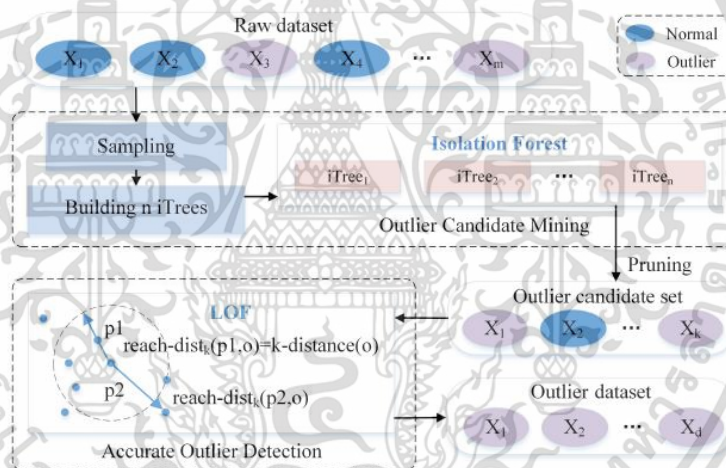 Raw dataset
X1 X2 X3 X4 ... Xm
Normal
Outlier
Sampling
Building n iTrees
Isolation Forest
iTree1 iTree2 ... iTreen
Outlier Candidate Mining
Pruning
Outlier candidate set
X1 X2 ... Xk
LOF
p1
reach-distk(p1,o)=k-distance(o)
p2
reach-distk(p2,o)
Accurate Outlier Detection
Outlier dataset
X1 X2 ... Xd